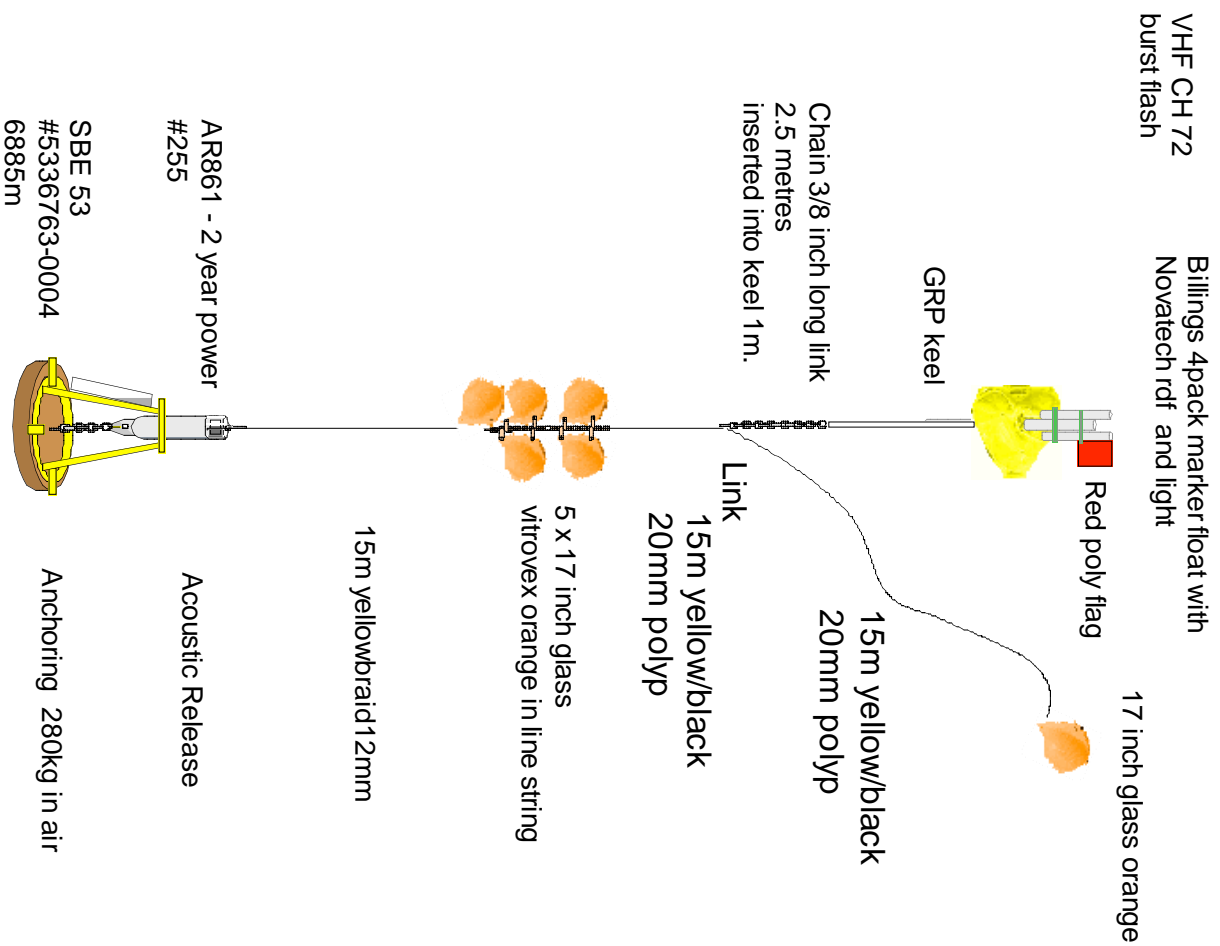 VHF CH 72
burst flash
Billings 4pack marker float with
Novatech rdf and light
Red poly flag
17 inch glass orange
GRP keel
Chain 3/8 inch long link
2.5 metres
inserted into keel 1m.
15m yellow/black
20mm polyp
Link
15m yellow/black
20mm polyp
5 x 17 inch glass
vitrovex orange in line string
15m yellowbraid12mm
AR861 - 2 year power
#255
Acoustic Release
SBE 53
#5336763-0004
6885m
Anchoring 280kg in air